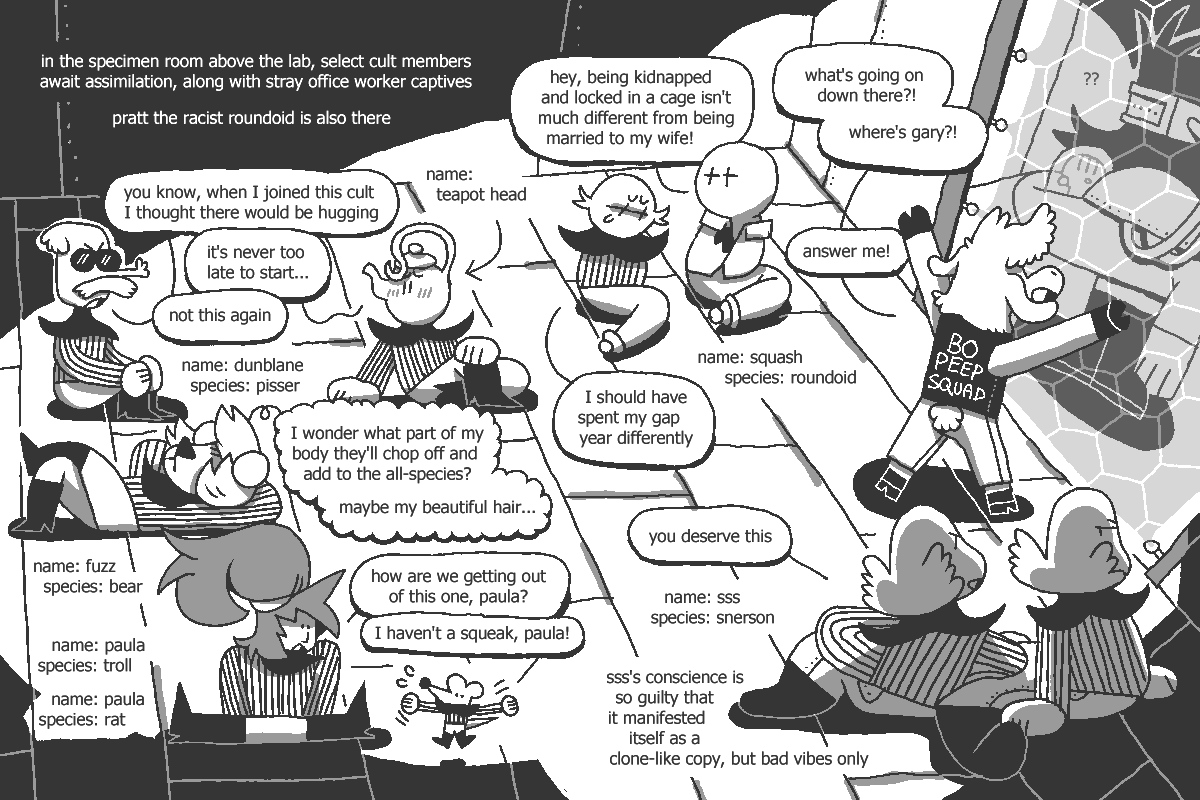 in the specimen room above the lab, select cult members
await assimilation, along with stray office worker captives
pratt the racist roundoid is also there
hey, being kidnapped
and locked in a cage isn't
much different from being
married to my wife!
what's going on
down there?!
where's gary?!
??
you know, when I joined this cult
I thought there would be hugging
it's never too
late to start...
not this again
name:
teapot head
answer me!
BO
PEEP
SQUAD
name: dunblane
species: pisser
name: squash
species: roundoid
I should have
spent my gap
year differently
I wonder what part of my
body they'll chop off and
add to the all-species?
maybe my beautiful hair...
you deserve this
name: fuzz
species: bear
how are we getting out
of this one, paula?
I haven't a squeak, paula!
name: sss
species: snerson
name: paula
species: troll
name: paula
species: rat
sss's conscience is
so guilty that
it manifested
itself as a
clone-like copy, but bad vibes only